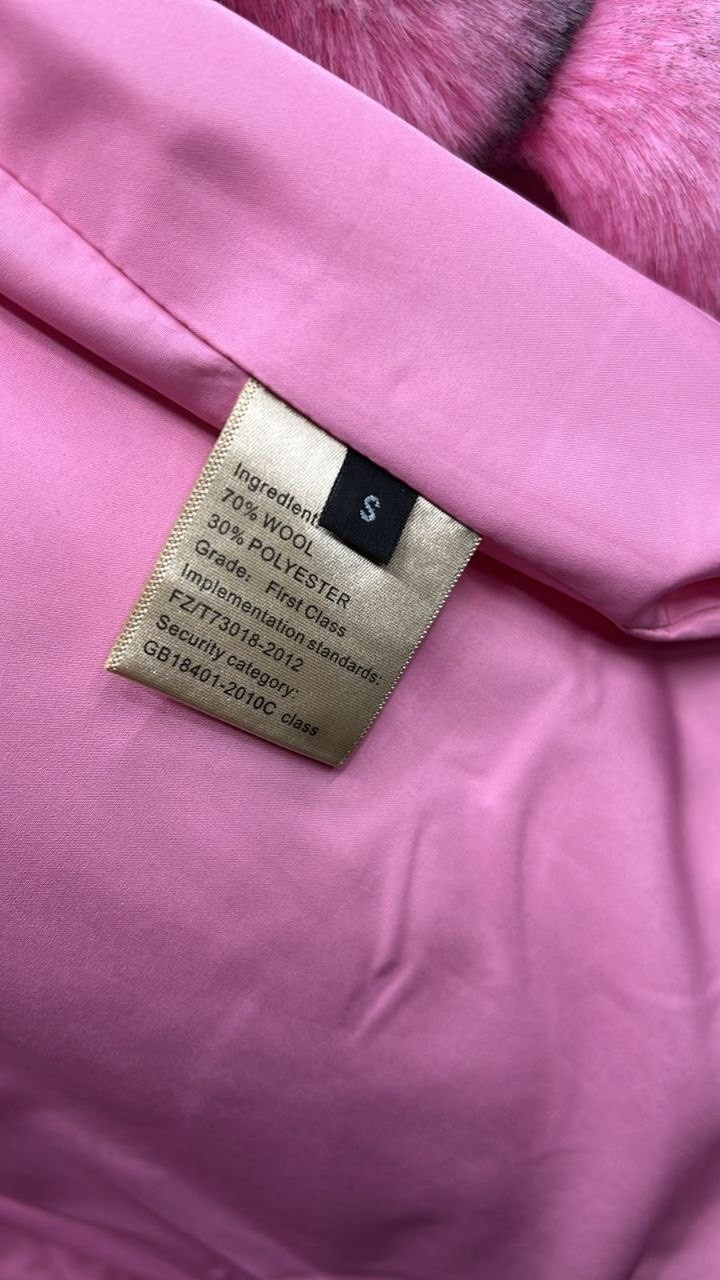 S
Ingredient
70% WOOL
30% POLYESTER
Grade: First Class
Implementation standards:
FZ/T73018-2012
Security category:
GB18401-2010C class